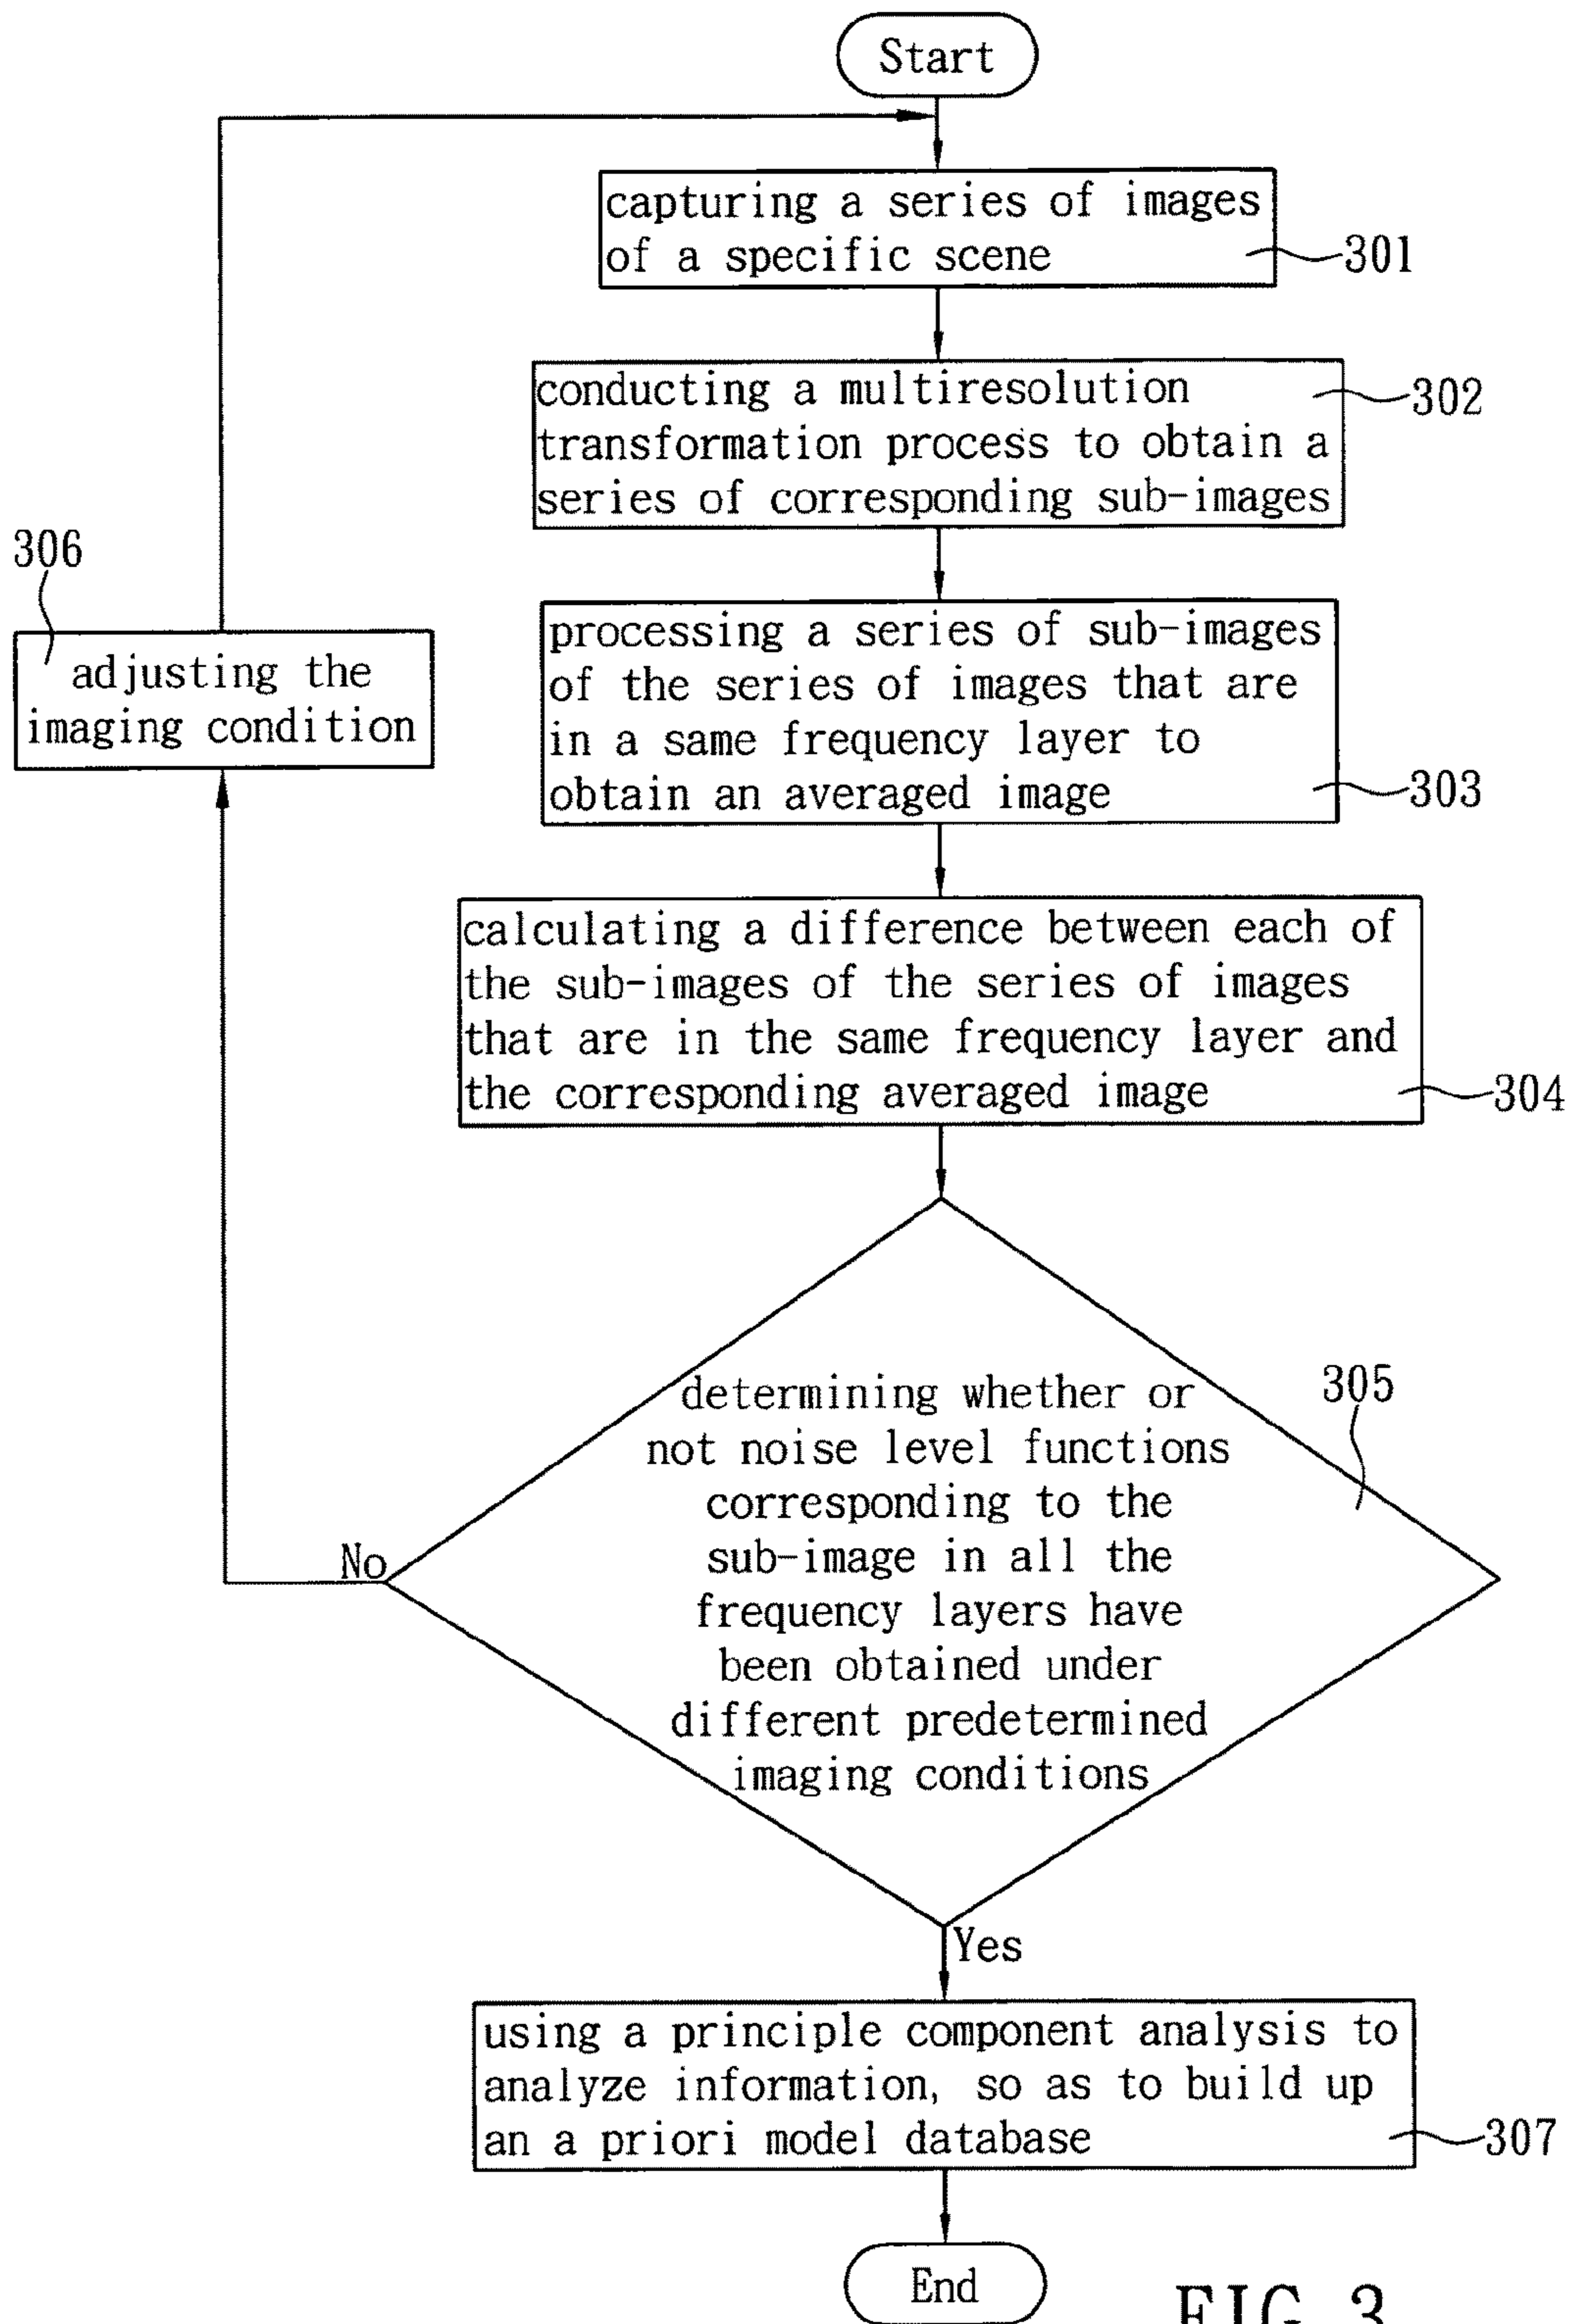 Start
capturing a series of images
of a specific scene
301
conducting a multiresolution
transformation process to obtain a
series of corresponding sub-images
302
306
adjusting the
imaging condition
processing a series of sub-images
of the series of images that are
in a same frequency layer to
obtain an averaged image
303
calculating a difference between each of
the sub-images of the series of images
that are in the same frequency layer and
the corresponding averaged image
304
determining whether or
not noise level functions
corresponding to the
sub-image in all the
frequency layers have
been obtained under
different predetermined
imaging conditions
305
No
Yes
using a principle component analysis to
analyze information, so as to build up
an a priori model database
307
End
FIG. 3